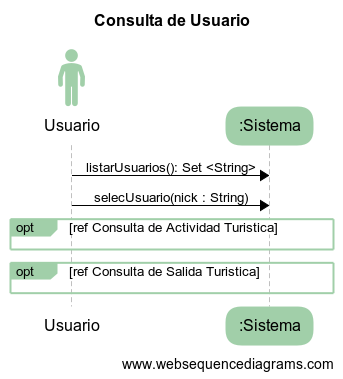 Consulta de Usuario
Usuario
:Sistema
listarUsuarios(): Set <String>
selecUsuario(nick : String)
opt [ref Consulta de Actividad Turistica]
opt [ref Consulta de Salida Turistica]
Usuario
:Sistema
www.websequencediagrams.com